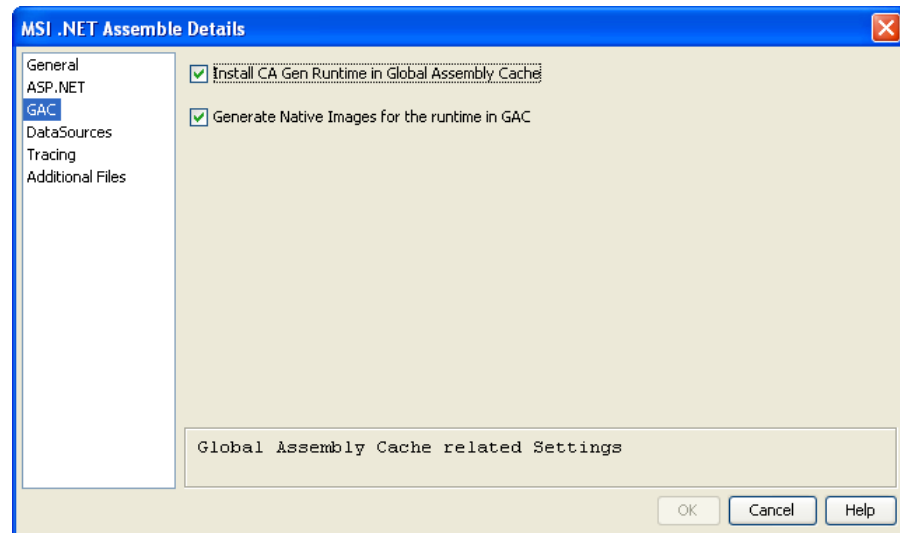 MSI .NET Assemble Details
General
ASP.NET
GAC
DataSources
Tracing
Additional Files
Install CA Gen Runtime in Global Assembly Cache
Generate Native Images for the runtime in GAC
Global Assembly Cache related Settings
OK
Cancel
Help